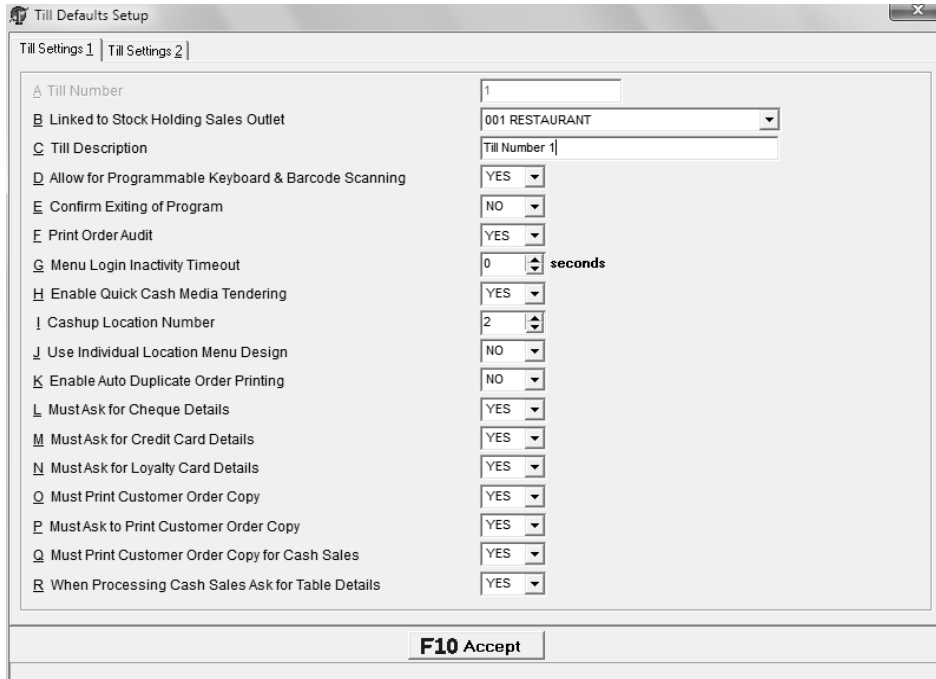 Till Defaults Setup
Till Settings 1 Till Settings 2
A Till Number 1
B Linked to Stock Holding Sales Outlet 001 RESTAURANT
C Till Description Till Number 1
D Allow for Programmable Keyboard & Barcode Scanning YES
E Confirm Exiting of Program NO
F Print Order Audit YES
G Menu Login Inactivity Timeout 0 seconds
H Enable Quick Cash Media Tendering YES
I Cashup Location Number 2
J Use Individual Location Menu Design NO
K Enable Auto Duplicate Order Printing NO
L Must Ask for Cheque Details YES
M Must Ask for Credit Card Details YES
N Must Ask for Loyalty Card Details YES
O Must Print Customer Order Copy YES
P Must Ask to Print Customer Order Copy YES
Q Must Print Customer Order Copy for Cash Sales YES
R When Processing Cash Sales Ask for Table Details YES
F10 Accept